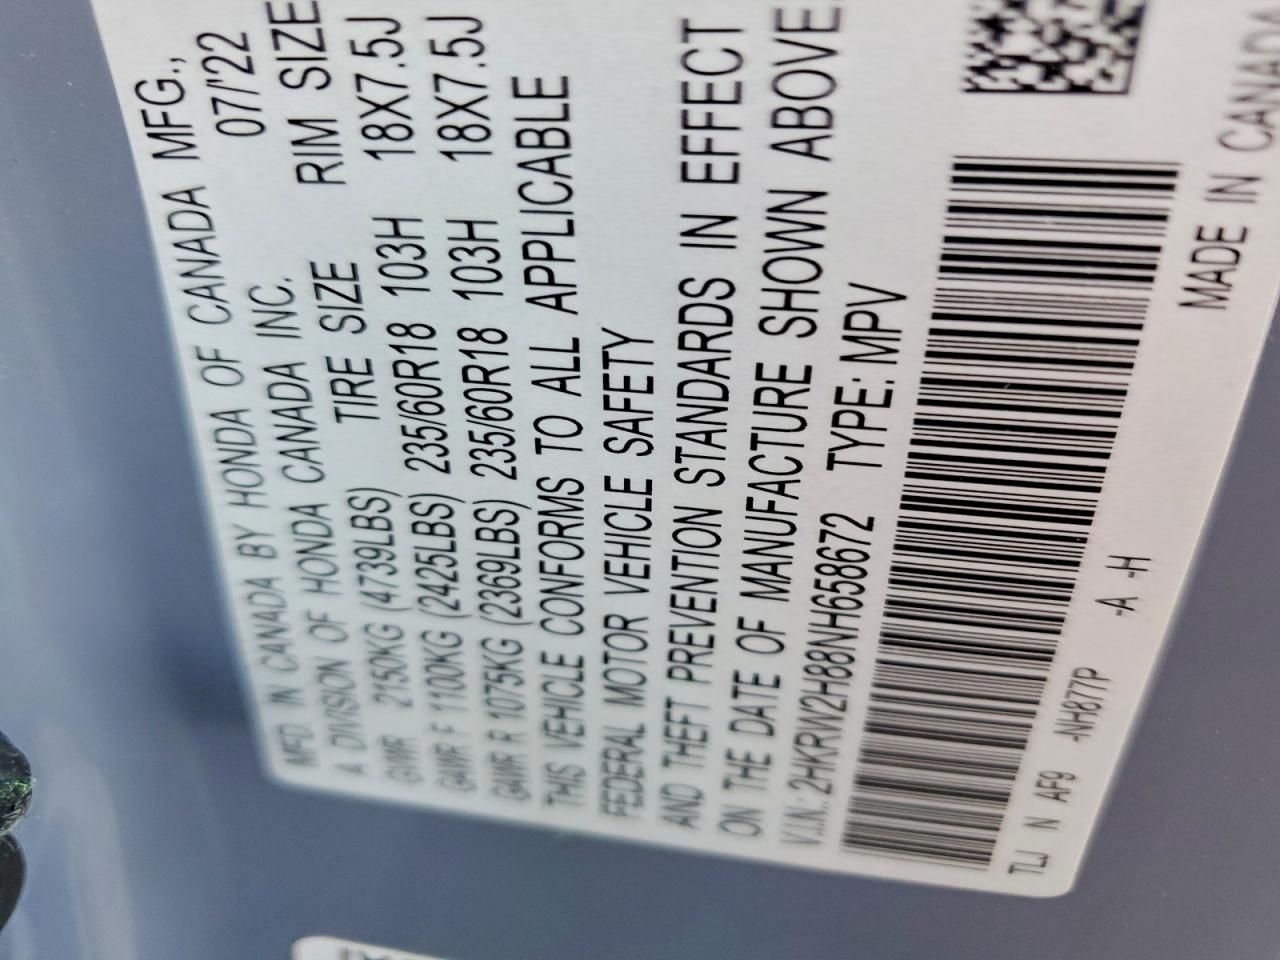 MFD. IN CANADA BY HONDA OF CANADA MFG.,
A DIVISION OF HONDA CANADA INC. 07/'22
TIRE SIZE RIM SIZE
GVWR 2150KG (4739LBS)
GAWR F 1100KG (2425LBS) 235/60R18 103H 18X7.5J
GAWR R 1075KG (2369LBS) 235/60R18 103H 18X7.5J
THIS VEHICLE CONFORMS TO ALL APPLICABLE
FEDERAL MOTOR VEHICLE SAFETY
AND THEFT PREVENTION STANDARDS IN EFFECT
ON THE DATE OF MANUFACTURE SHOWN ABOVE
V.I.N.: 2HKRW2H88NH658672 TYPE: MPV
TLJ N AF9 -NH877P -A -H
MADE IN CANADA